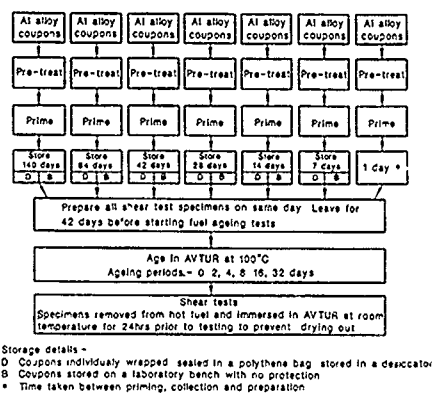 Al alloy coupons Al alloy coupons Al alloy coupons Al alloy coupons Al alloy coupons Al alloy coupons Al alloy coupons
Pre-treat Pre-treat Pre-treat Pre-treat Pre-treat Pre-treat Pre-treat
Prime Prime Prime Prime Prime Prime Prime
Store 140 days Store 84 days Store 42 days Store 28 days Store 14 days Store 7 days 1 day *
D B D B D B D B D B D B
Prepare all shear test specimens on same day Leave for
42 days before starting fuel ageing tests
Age in AVTUR at 100°C
Ageing periods - 0 2, 4, 8 16, 32 days
Shear tests
Specimens removed from hot fuel and immersed in AVTUR at room
temperature for 24hrs prior to testing to prevent drying out
Storage details -
D Coupons individually wrapped sealed in a polythene bag stored in a desiccator
B Coupons stored on a laboratory bench with no protection
* Time taken between priming, collection and preparation